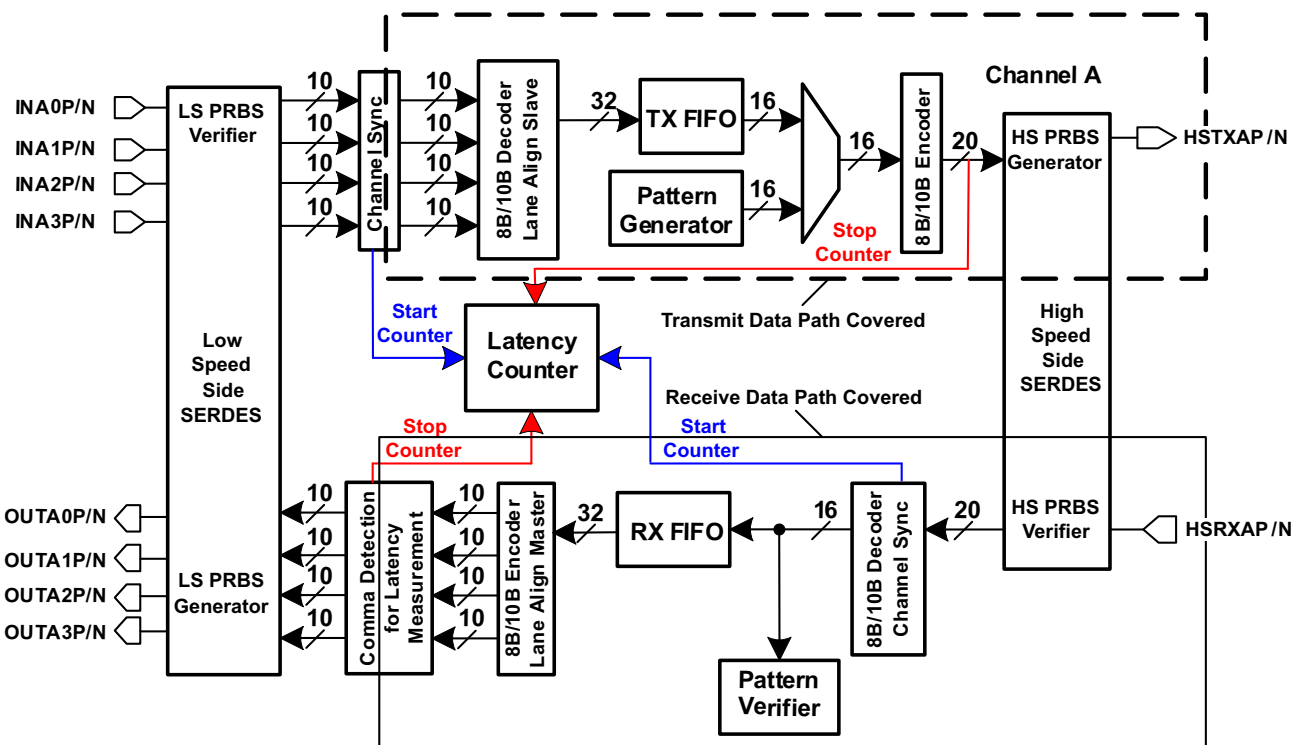 INA0P/N
INA1P/N
INA2P/N
INA3P/N
LS PRBS
Verifier
Low
Speed
Side
SERDES
LS PRBS
Generator
10
10
10
10
Channel Sync
10
10
10
10
8B/10B Decoder
Lane Align Slave
32
TX FIFO
16
Pattern
Generator
16
16
8B/10B Encoder
20
Channel A
HS PRBS
Generator
HSTXAP/N
Stop
Counter
Start
Counter
Latency
Counter
Transmit Data Path Covered
High
Speed
Side
SERDES
Receive Data Path Covered
Stop
Counter
Start
Counter
OUTA0P/N
OUTA1P/N
OUTA2P/N
OUTA3P/N
10
10
10
10
Comma Detection
for Latency
Measurement
10
10
10
10
8B/10B Encoder
Lane Align Master
32
RX FIFO
16
8B/10B Decoder
Channel Sync
20
HS PRBS
Verifier
HSRXAP/N
Pattern
Verifier